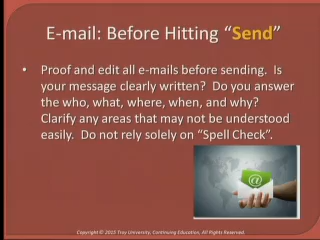 E-mail: Before Hitting “Send”
• Proof and edit all e-mails before sending. Is
your message clearly written? Do you answer
the who, what, where, when, and why?
Clarify any areas that may not be understood
easily. Do not rely solely on “Spell Check”.
@
Copyright © 2015 Troy University, Continuing Education, All Rights Reserved.